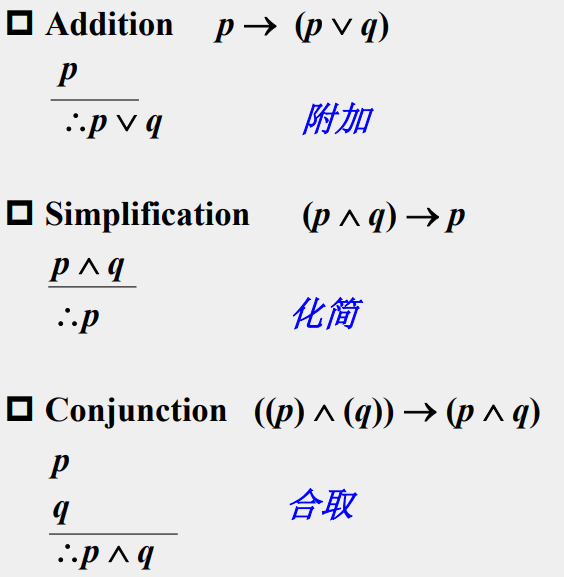 Addition p → (p ∨ q)
p
∴p ∨ q 附加
Simplification (p ∧ q) → p
p ∧ q
∴p 化简
Conjunction ((p) ∧ (q)) → (p ∧ q)
p
q 合取
∴p ∧ q